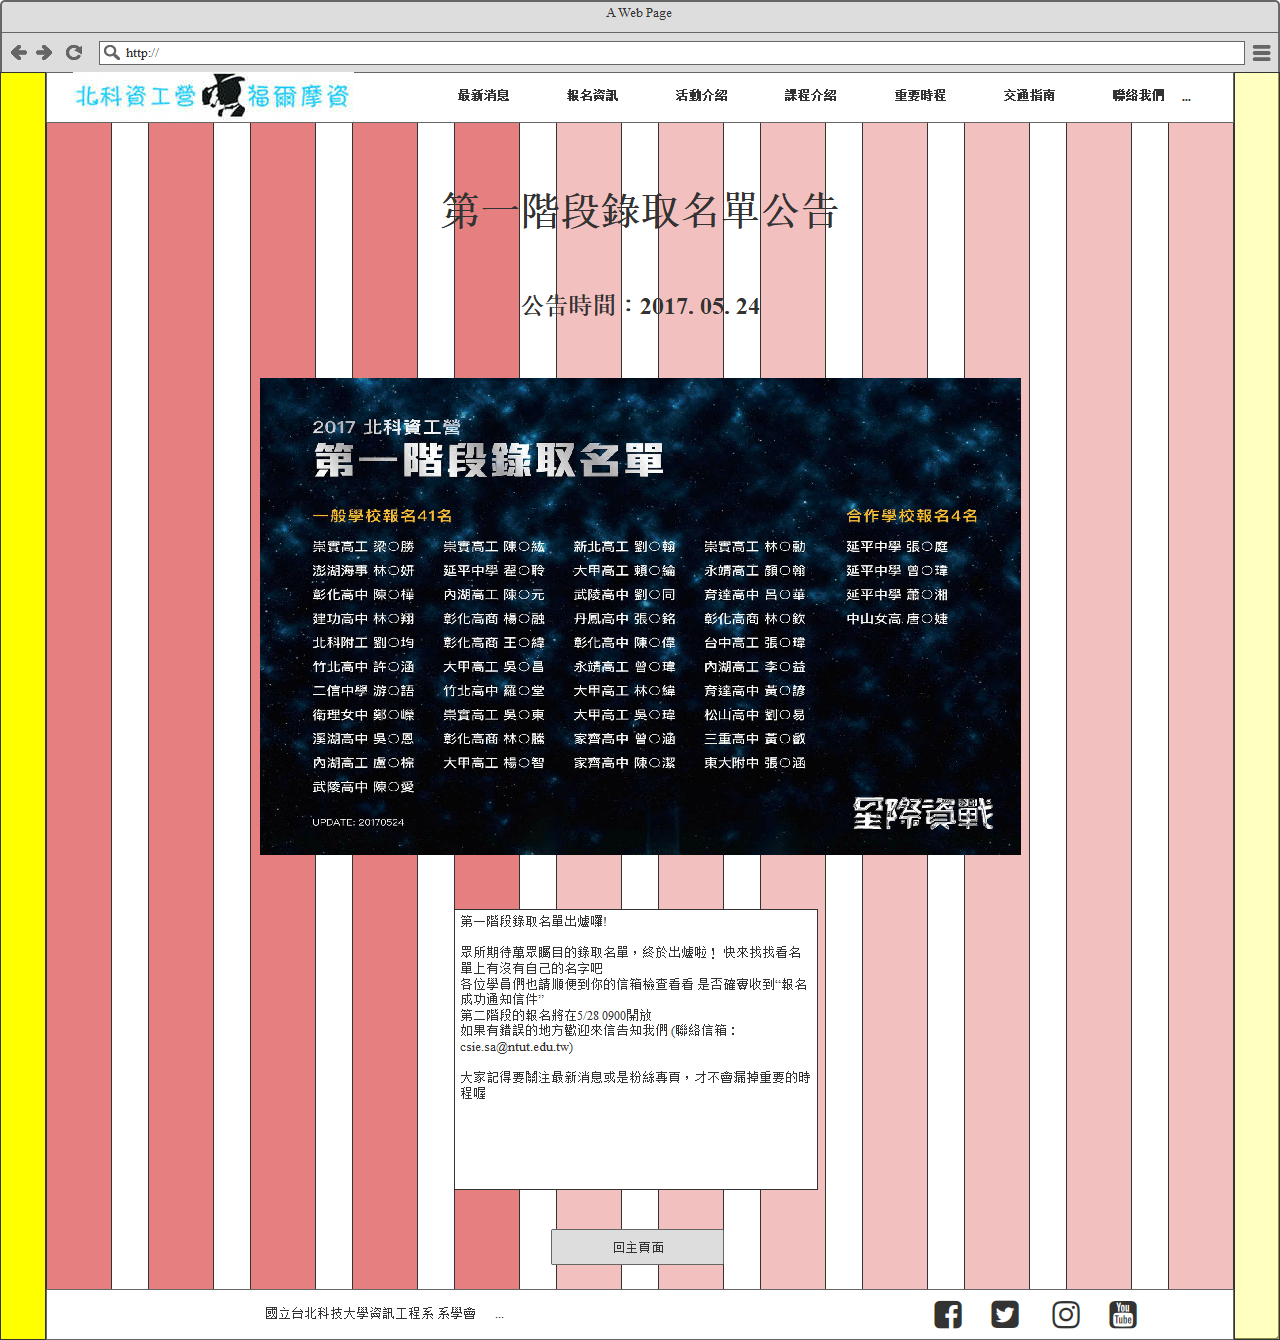 A Web Page
http://
北科資工營 福爾摩資
最新消息 報名資訊 活動介紹 課程介紹 重要時程 交通指南 聯絡我們 ...
第一階段錄取名單公告
公告時間：2017. 05. 24
2017 北科資工營
第一階段錄取名單
一般學校報名41名 合作學校報名4名
崇實高工 梁○勝 崇實高工 陳○紘 新北高工 劉○翰 崇實高工 林○勳 延平中學 張○庭
澎湖海事 林○妍 延平中學 翟○聆 大甲高工 賴○綸 永靖高工 顏○翰 延平中學 曾○瑋
彰化高中 陳○樺 內湖高工 陳○元 武陵高中 劉○同 育達高中 呂○華 延平中學 蕭○湘
建功高中 林○翔 彰化高商 楊○融 丹鳳高中 張○銘 彰化高商 林○欽 中山女高 唐○婕
北科附工 劉○均 彰化高商 王○緯 彰化高中 陳○偉 台中高工 張○瑋
竹北高中 許○涵 大甲高工 吳○昌 永靖高工 曾○瑋 內湖高工 李○益
二信中學 游○語 竹北高中 羅○堂 大甲高工 林○緯 育達高中 黃○諺
衛理女中 鄭○嶸 崇實高工 吳○東 大甲高工 吳○瑋 松山高中 劉○易
溪湖高中 吳○恩 彰化高商 林○騰 家齊高中 曾○涵 三重高中 黃○叡
內湖高工 盧○棕 大甲高工 楊○智 家齊高中 陳○潔 東大附中 張○涵
武陵高中 陳○愛
UPDATE: 20170524
星際資戰
第一階段錄取名單出爐囉!
眾所期待萬眾矚目的錄取名單，終於出爐啦！ 快來找找看名
單上有沒有自己的名字吧
各位學員們也請順便到你的信箱檢查看看 是否確實收到“報名
成功通知信件”
第二階段的報名將在5/28 0900開放
如果有錯誤的地方歡迎來信告知我們 (聯絡信箱：
csie.sa@ntut.edu.tw)
大家記得要關注最新消息或是粉絲專頁，才不會漏掉重要的時
程喔
回主頁面
國立台北科技大學資訊工程系 系學會 ...
You Tube